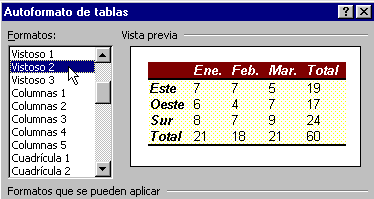 Autoformato de tablas
Formatos:
Vistoso 1
Vistoso 2
Vistoso 3
Columnas 1
Columnas 2
Columnas 3
Columnas 4
Columnas 5
Cuadrícula 1
Cuadrícula 2
Vista previa
Ene. Feb. Mar. Total
Este 7 7 5 19
Oeste 6 4 7 17
Sur 8 7 9 24
Total 21 18 21 60
Formatos que se pueden aplicar